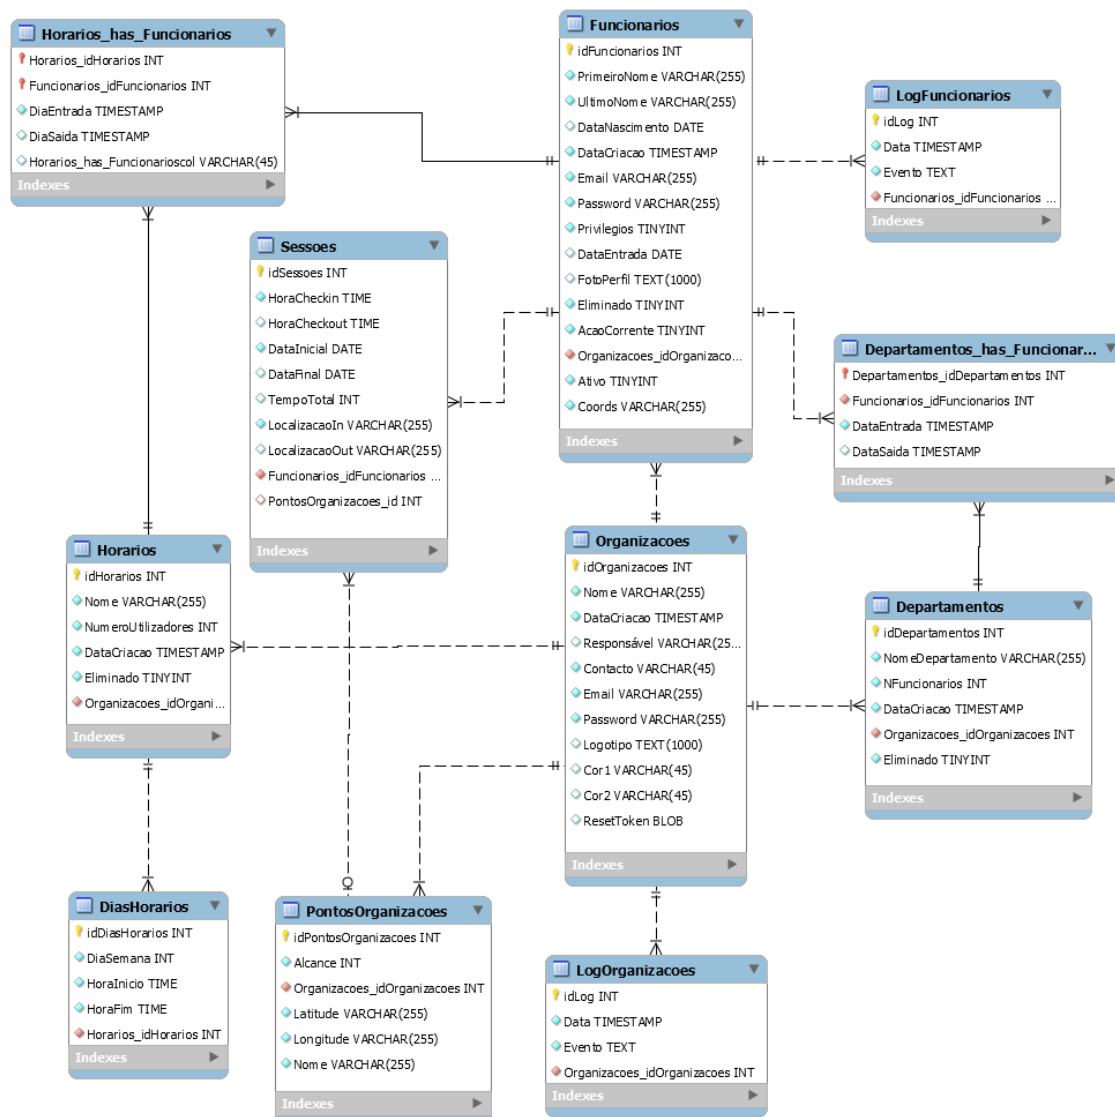 Horarios_has_Funcionarios
Horarios_idHorarios INT
Funcionarios_idFuncionarios INT
DiaEntrada TIMESTAMP
DiaSaida TIMESTAMP
Horarios_has_Funcionarioscol VARCHAR(45)
Indexes
Funcionarios
idFuncionarios INT
PrimeiroNome VARCHAR(255)
UltimoNome VARCHAR(255)
DataNascimento DATE
DataCriacao TIMESTAMP
Email VARCHAR(255)
Password VARCHAR(255)
Privilegios TINYINT
DataEntrada DATE
FotoPerfil TEXT(1000)
Eliminado TINYINT
AcaoCorrente TINYINT
Organizacoes_idOrganizaco...
Ativo TINYINT
Coords VARCHAR(255)
Indexes
LogFuncionarios
idLog INT
Data TIMESTAMP
Evento TEXT
Funcionarios_idFuncionarios ...
Indexes
Sessoes
idSessoes INT
HoraCheckin TIME
HoraCheckout TIME
DataInicial DATE
DataFinal DATE
TempoTotal INT
LocalizacaoIn VARCHAR(255)
LocalizacaoOut VARCHAR(255)
Funcionarios_idFuncionarios ...
PontosOrganizacoes_id INT
Indexes
Departamentos_has_Funcionar...
Departamentos_idDepartamentos INT
Funcionarios_idFuncionarios INT
DataEntrada TIMESTAMP
DataSaida TIMESTAMP
Indexes
Horarios
idHorarios INT
Nome VARCHAR(255)
NumeroUtilizadores INT
DataCriacao TIMESTAMP
Eliminado TINYINT
Organizacoes_idOrgani...
Indexes
Organizacoes
idOrganizacoes INT
Nome VARCHAR(255)
DataCriacao TIMESTAMP
Responsável VARCHAR(25...
Contacto VARCHAR(45)
Email VARCHAR(255)
Password VARCHAR(255)
Logotipo TEXT(1000)
Cor1 VARCHAR(45)
Cor2 VARCHAR(45)
ResetToken BLOB
Indexes
Departamentos
idDepartamentos INT
NomeDepartamento VARCHAR(255)
NFuncionarios INT
DataCriacao TIMESTAMP
Organizacoes_idOrganizacoes INT
Eliminado TINYINT
Indexes
DiasHorarios
idDiasHorarios INT
DiaSemana INT
HoraInicio TIME
HoraFim TIME
Horarios_idHorarios INT
Indexes
PontosOrganizacoes
idPontosOrganizacoes INT
Alcance INT
Organizacoes_idOrganizacoes INT
Latitude VARCHAR(255)
Longitude VARCHAR(255)
Nome VARCHAR(255)
Indexes
LogOrganizacoes
idLog INT
Data TIMESTAMP
Evento TEXT
Organizacoes_idOrganizacoes INT
Indexes